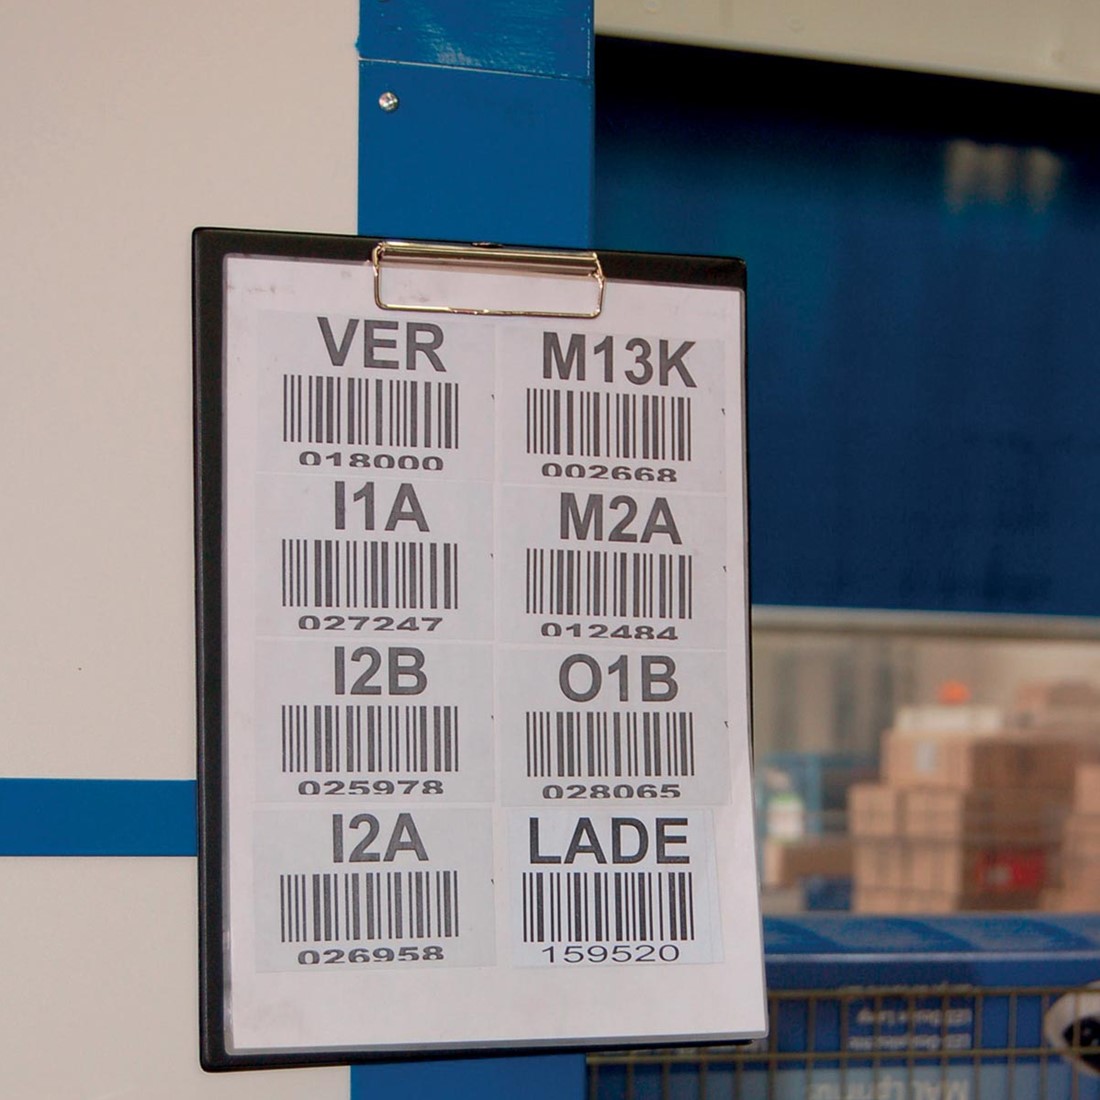 VER
018000
M13K
002668
I1A
027247
M2A
012484
I2B
025978
O1B
028065
I2A
026958
LADE
159520